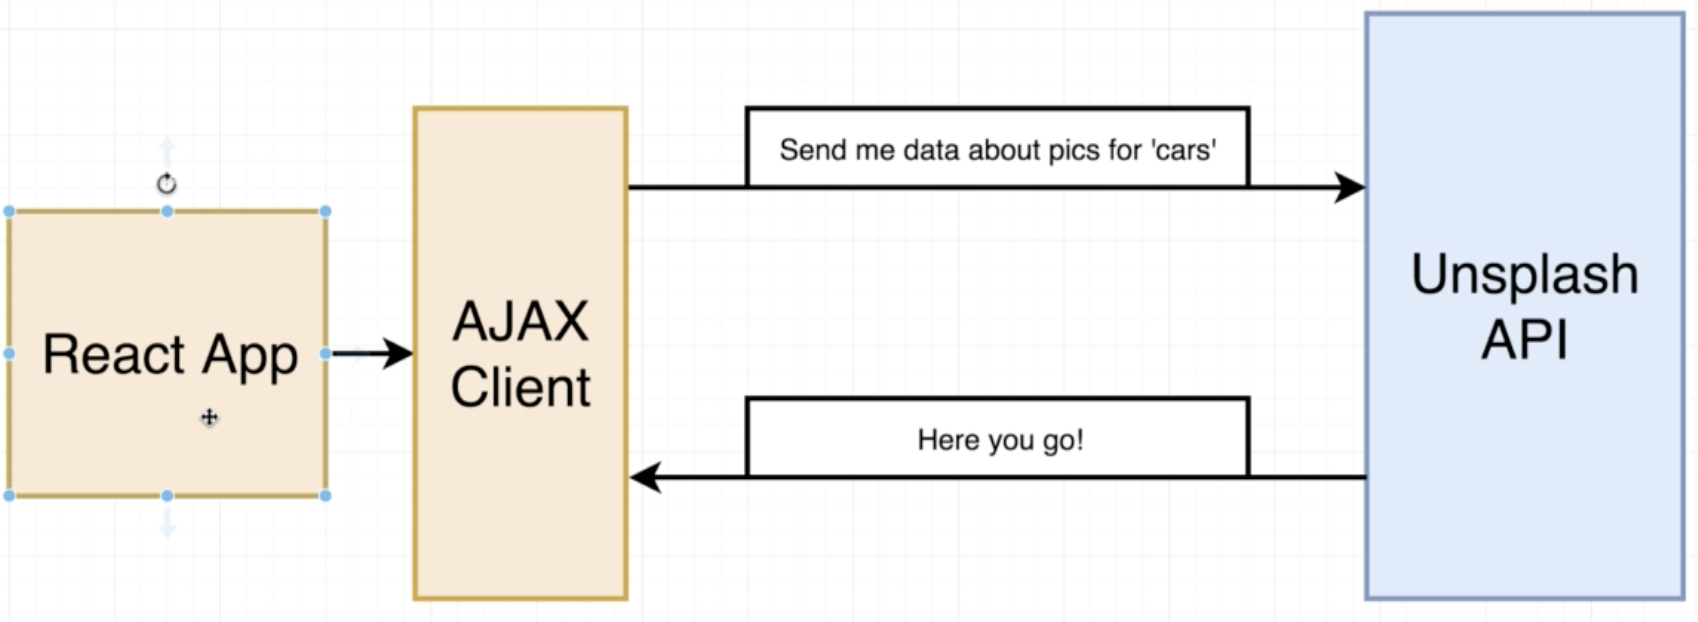 React App
AJAX
Client
Send me data about pics for 'cars'
Here you go!
Unsplash
API